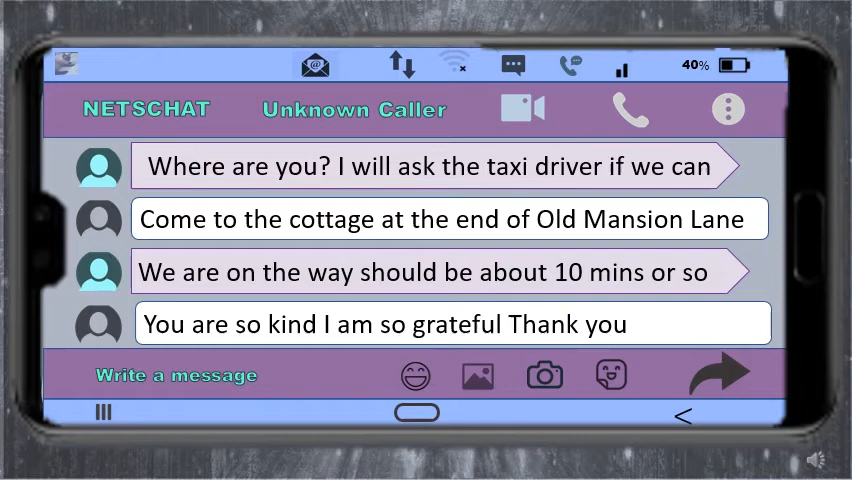 40%
NETSCHAT Unknown Caller
Where are you? I will ask the taxi driver if we can
Come to the cottage at the end of Old Mansion Lane
We are on the way should be about 10 mins or so
You are so kind I am so grateful Thank you
Write a message